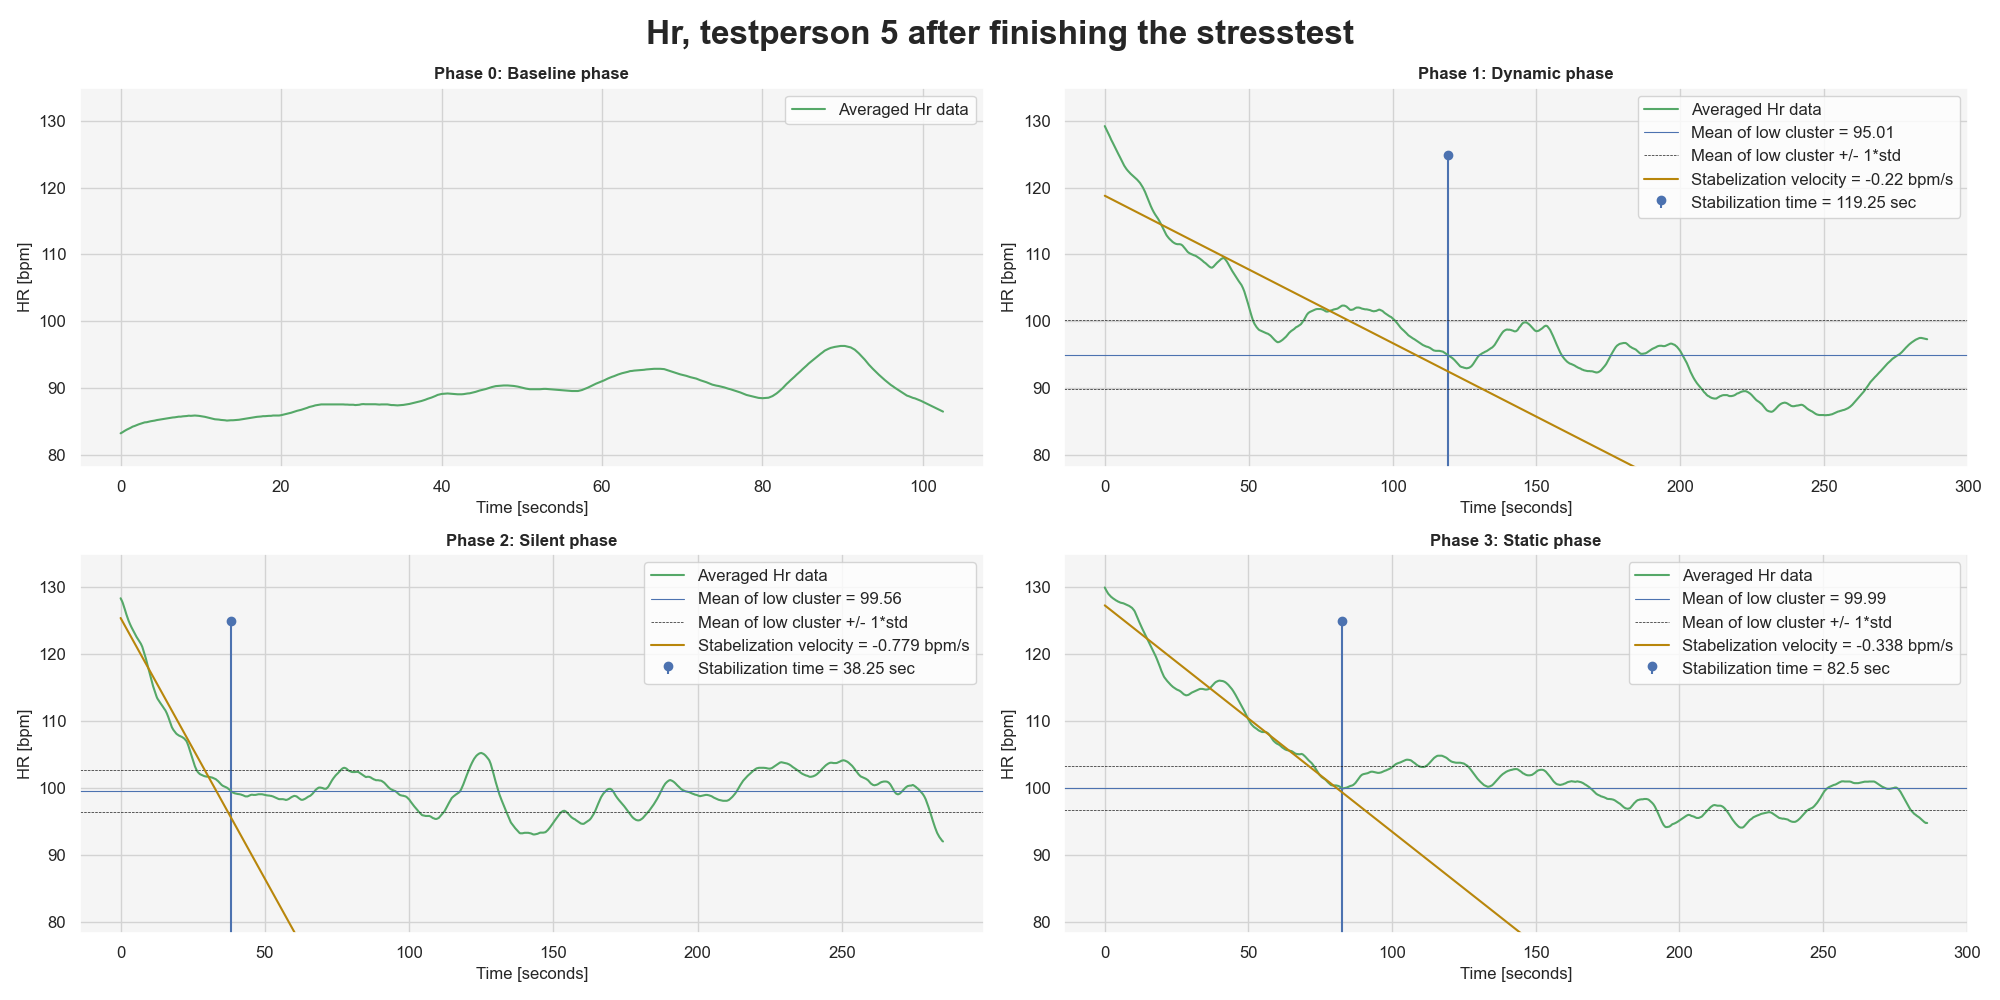 Hr, testperson 5 after finishing the stresstest
Phase 0: Baseline phase
Averaged Hr data
HR [bpm]
130
120
110
100
90
80
0 20 40 60 80 100
Time [seconds]
Phase 1: Dynamic phase
Averaged Hr data
Mean of low cluster = 95.01
Mean of low cluster +/- 1*std
Stabelization velocity = -0.22 bpm/s
Stabilization time = 119.25 sec
HR [bpm]
130
120
110
100
90
80
0 50 100 150 200 250 300
Time [seconds]
Phase 2: Silent phase
Averaged Hr data
Mean of low cluster = 99.56
Mean of low cluster +/- 1*std
Stabelization velocity = -0.779 bpm/s
Stabilization time = 38.25 sec
HR [bpm]
130
120
110
100
90
80
0 50 100 150 200 250
Time [seconds]
Phase 3: Static phase
Averaged Hr data
Mean of low cluster = 99.99
Mean of low cluster +/- 1*std
Stabelization velocity = -0.338 bpm/s
Stabilization time = 82.5 sec
HR [bpm]
130
120
110
100
90
80
0 50 100 150 200 250 300
Time [seconds]